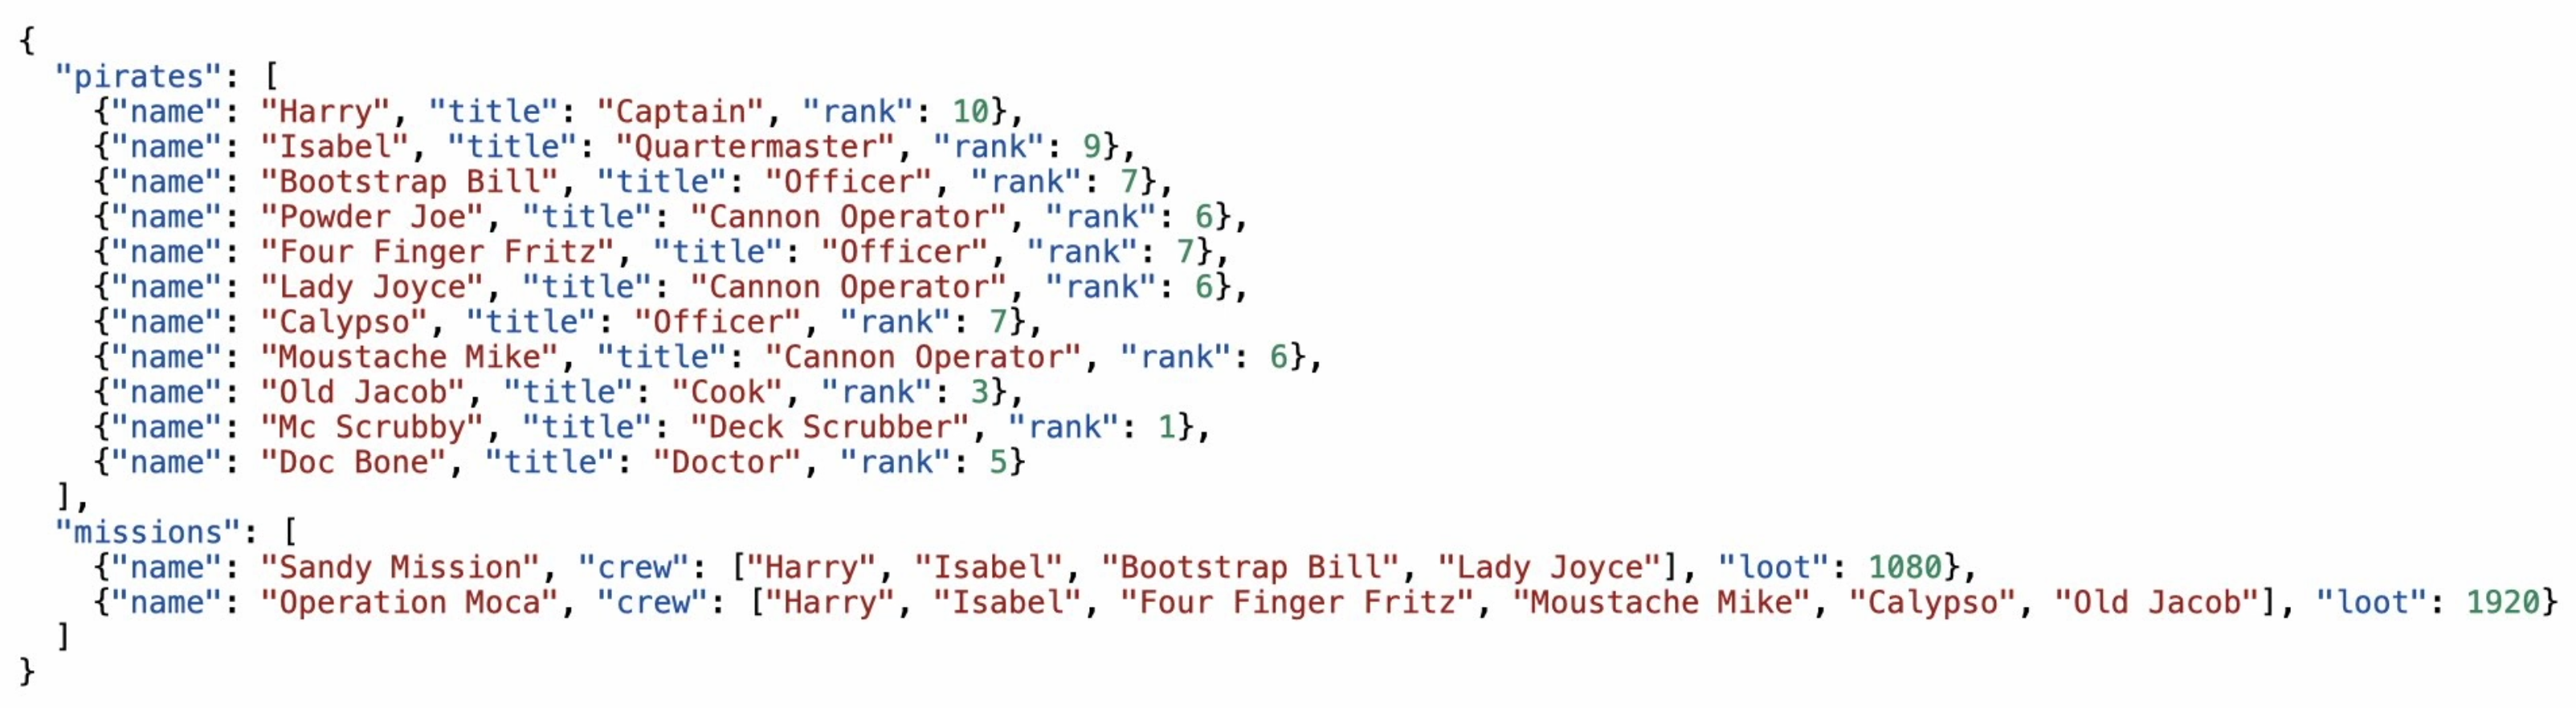 {
  "pirates": [
    {"name": "Harry", "title": "Captain", "rank": 10},
    {"name": "Isabel", "title": "Quartermaster", "rank": 9},
    {"name": "Bootstrap Bill", "title": "Officer", "rank": 7},
    {"name": "Powder Joe", "title": "Cannon Operator", "rank": 6},
    {"name": "Four Finger Fritz", "title": "Officer", "rank": 7},
    {"name": "Lady Joyce", "title": "Cannon Operator", "rank": 6},
    {"name": "Calypso", "title": "Officer", "rank": 7},
    {"name": "Moustache Mike", "title": "Cannon Operator", "rank": 6},
    {"name": "Old Jacob", "title": "Cook", "rank": 3},
    {"name": "Mc Scrubby", "title": "Deck Scrubber", "rank": 1},
    {"name": "Doc Bone", "title": "Doctor", "rank": 5}
  ],
  "missions": [
    {"name": "Sandy Mission", "crew": ["Harry", "Isabel", "Bootstrap Bill", "Lady Joyce"], "loot": 1080},
    {"name": "Operation Moca", "crew": ["Harry", "Isabel", "Four Finger Fritz", "Moustache Mike", "Calypso", "Old Jacob"], "loot": 1920}
  ]
}